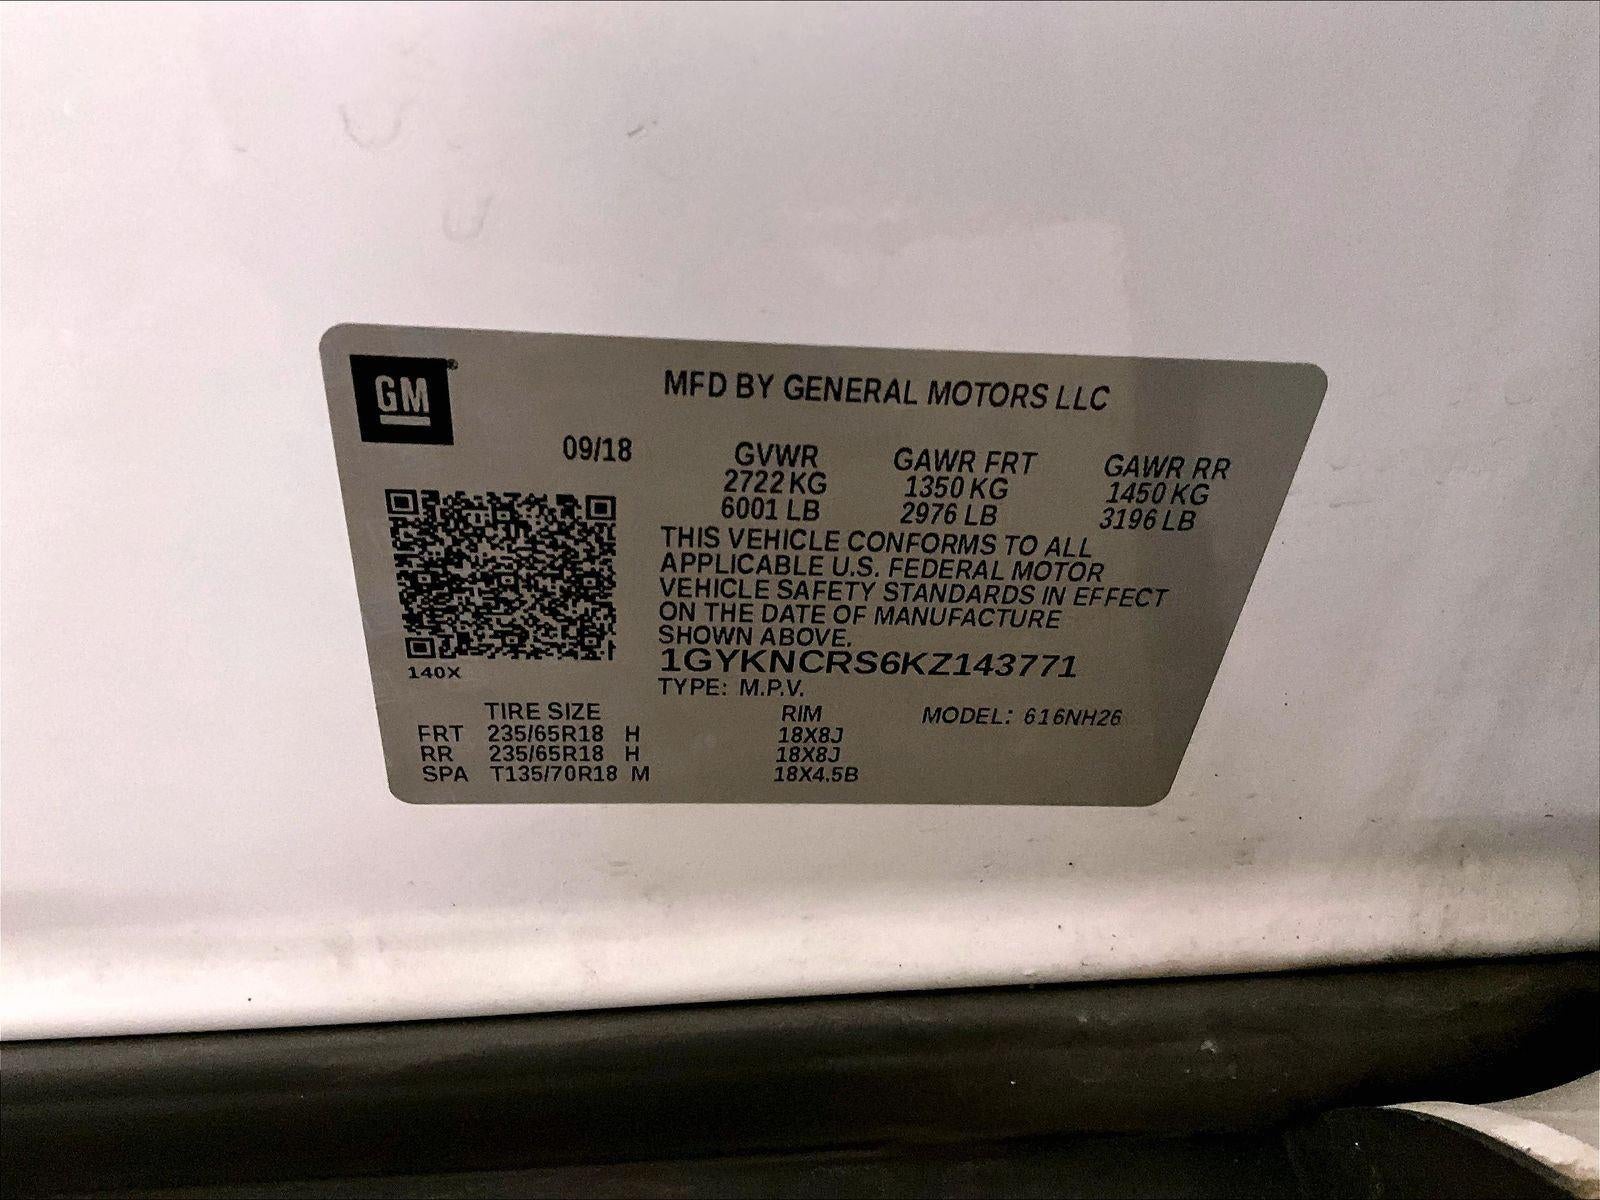 GM
MFD BY GENERAL MOTORS LLC
09/18
GVWR GAWR FRT GAWR RR
2722 KG 1350 KG 1450 KG
6001 LB 2976 LB 3196 LB
THIS VEHICLE CONFORMS TO ALL
APPLICABLE U.S. FEDERAL MOTOR
VEHICLE SAFETY STANDARDS IN EFFECT
ON THE DATE OF MANUFACTURE
SHOWN ABOVE.
1GYKNCRS6KZ143771
140X
TYPE: M.P.V.
TIRE SIZE RIM MODEL: 616NH26
FRT 235/65R18 H 18X8J
RR 235/65R18 H 18X8J
SPA T135/70R18 M 18X4.5B